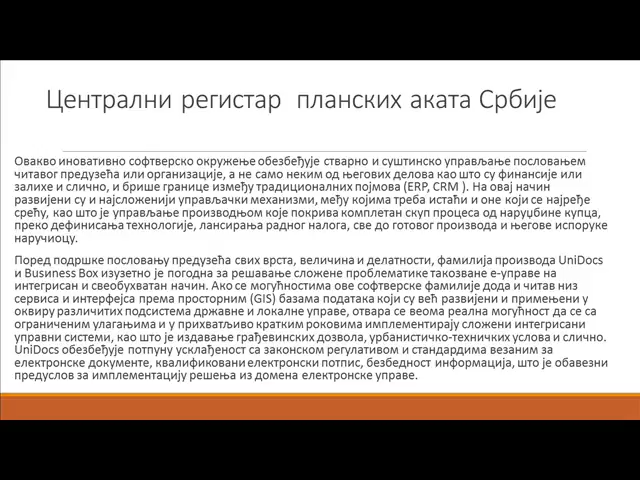 Централни регистар планских аката Србије
Овакво иновативно софтверско окружење обезбеђује стварно и суштинско управљање пословањем
читавог предузећа или организације, а не само неким од његових делова као што су финансије или
залихе и слично, и брише границе између традиционалних појмова (ERP, CRM ). На овај начин
развијени су и најсложенији управљачки механизми, међу којима треба истаћи и оне који се најређе
срећу, као што је управљање производњом које покрива комплетан скуп процеса од наруџбине купца,
преко дефинисања технологије, лансирања радног налога, све до готовог производа и његове испоруке
наручиоцу.
Поред подршке пословању предузећа свих врста, величина и делатности, фамилија производа UniDocs
и Business Box изузетно је погодна за решавање сложене проблематике такозване е-управе на
интегрисан и свеобухватан начин. Ако се могућностима ове софтверске фамилије дода и читав низ
сервиса и интерфејса према просторним (GIS) базама података који су већ развијени и примењени у
оквиру различитих подсистема државне и локалне управе, отвара се веома реална могућност да се са
ограниченим улагањима и у прихватљиво кратким роковима имплементирају сложени интегрисани
управни системи, као што је издавање грађевинских дозвола, урбанистичко-техничких услова и слично.
UniDocs обезбеђује потпуну усклађеност са законском регулативом и стандардима везаним за
електронске документе, квалификовани електронски потпис, безбедност информација, што је обавезни
предуслов за имплементацију решења из домена електронске управе.